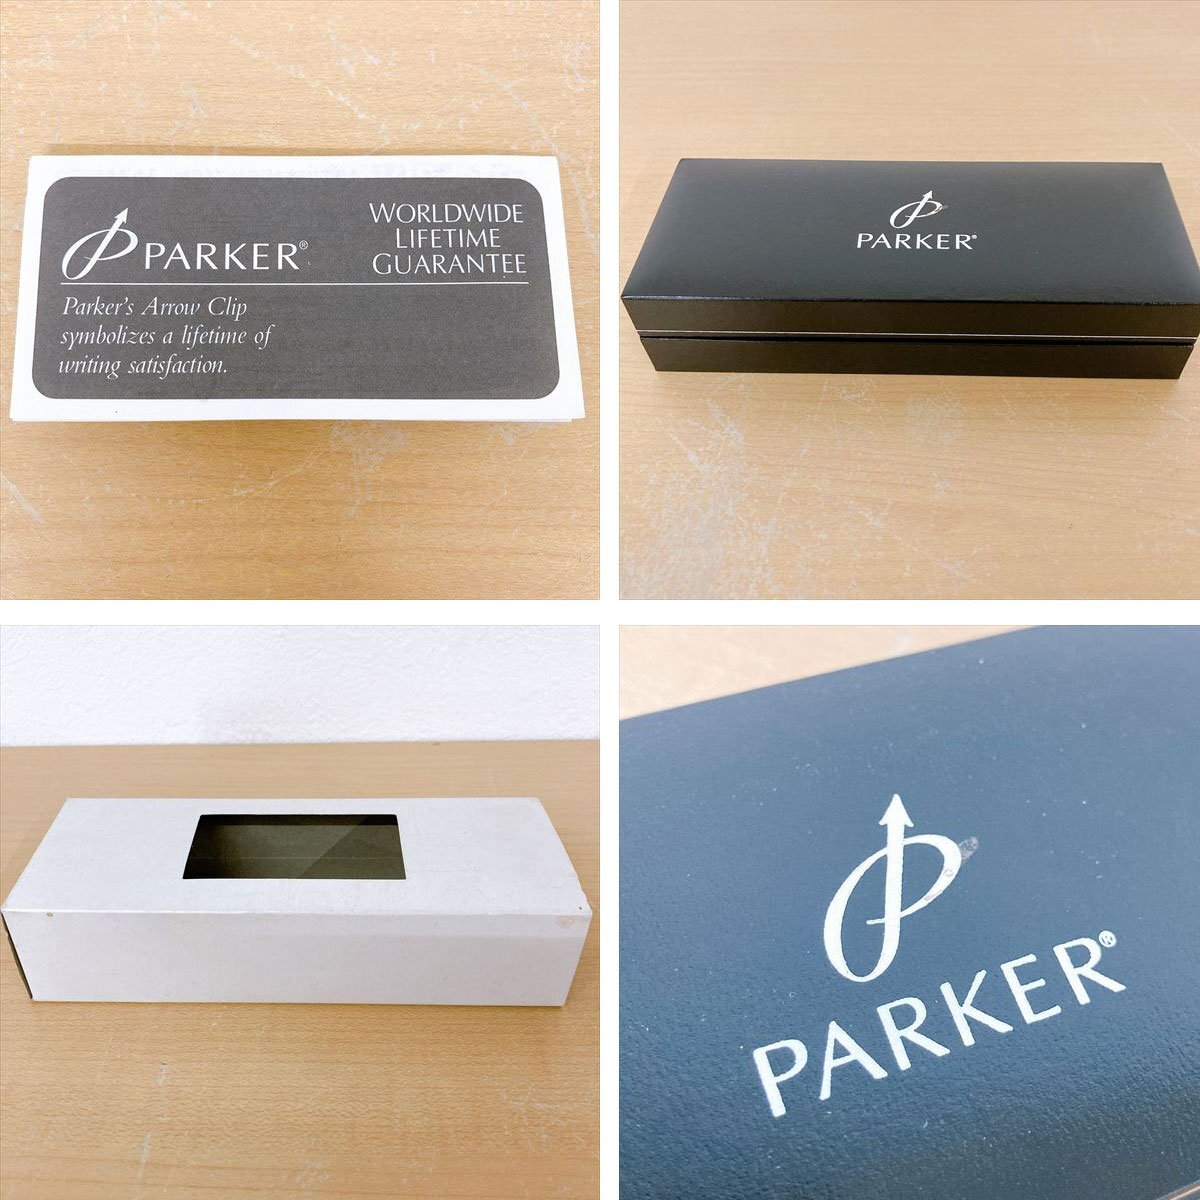 PARKER®
WORLDWIDE
LIFETIME
GUARANTEE
Parker's Arrow Clip
symbolizes a lifetime of
writing satisfaction.
PARKER®
PARKER®